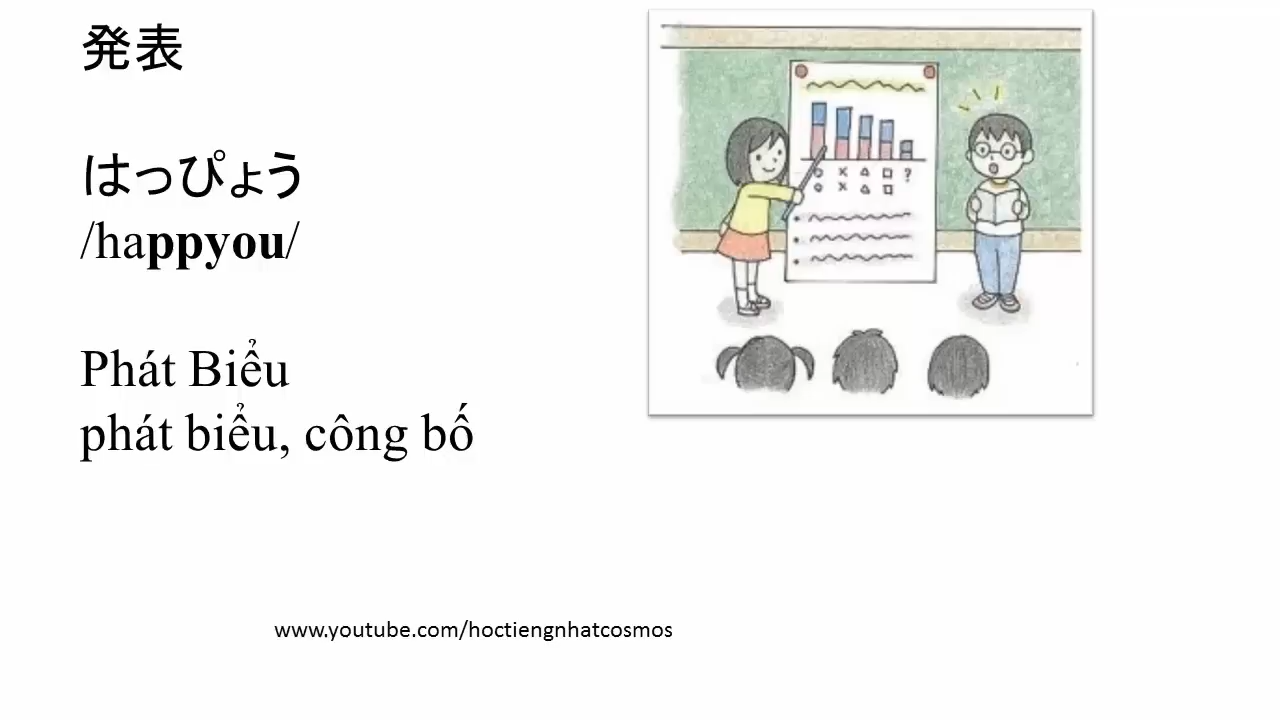 発表
はっぴょう
/happyou/
Phát Biểu
phát biểu, công bố
www.youtube.com/hoctiengnhatcosmos